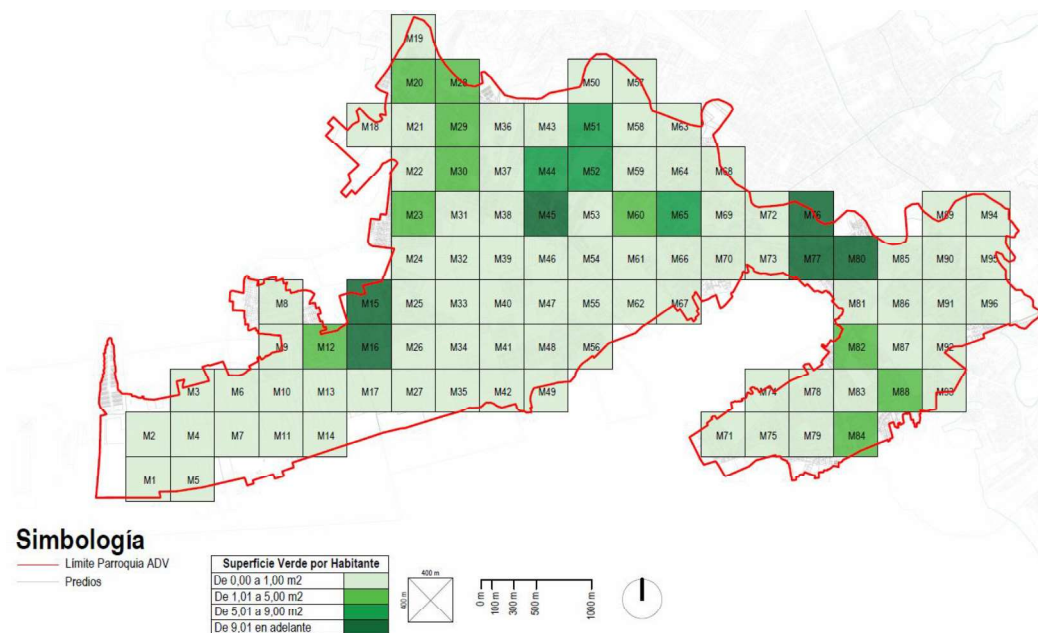 M19
M20 M28 M50 M57
M18 M21 M29 M36 M43 M51 M58 M63
M22 M30 M37 M44 M52 M59 M64 M68
M23 M31 M38 M45 M53 M60 M65 M69 M72 M76 M89 M94
M24 M32 M39 M46 M54 M61 M66 M70 M73 M77 M80 M85 M90 M95
M8 M15 M25 M33 M40 M47 M55 M62 M67 M81 M86 M91 M96
M9 M12 M16 M26 M34 M41 M48 M56 M82 M87 M92
M3 M6 M10 M13 M17 M27 M35 M42 M49 M74 M78 M83 M88 M93
M2 M4 M7 M11 M14 M71 M75 M79 M84
M1 M5
Simbología
Límite Parroquia ADV
Predios
Superficie Verde por Habitante
De 0,00 a 1,00 m2
De 1,01 a 5,00 m2
De 5,01 a 9,00 m2
De 9,01 en adelante
400 m
400 m
0 m
100 m
300 m
500 m
1000 m